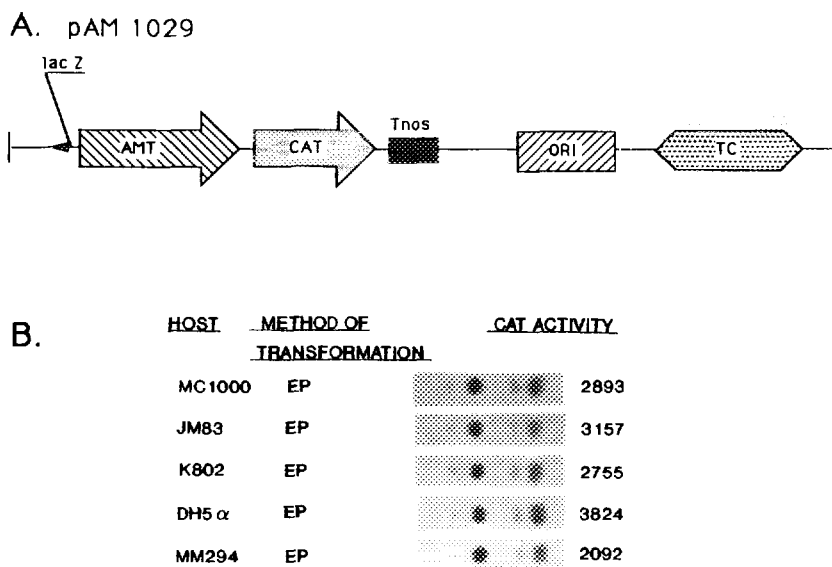 A. pAM 1029
lac Z
AMT
CAT
Tnos
ORI
TC
B.
HOST METHOD OF TRANSFORMATION CAT ACTIVITY
MC1000 EP 2893
JM83 EP 3157
K802 EP 2755
DH5 α EP 3824
MM294 EP 2092